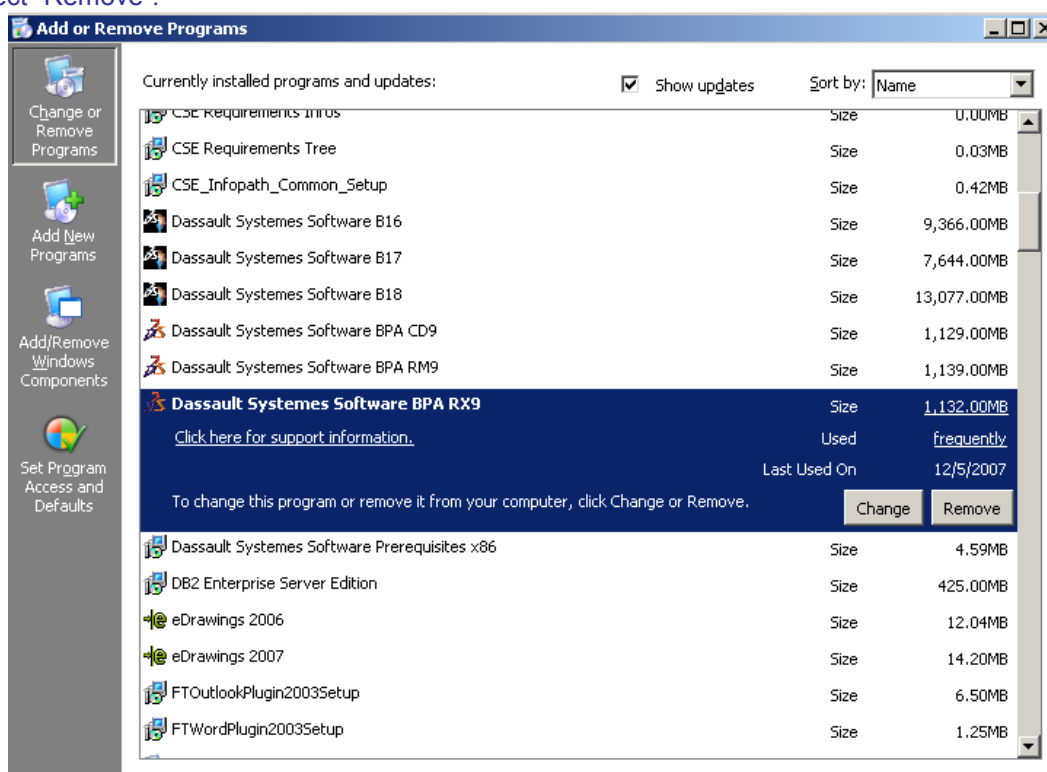 "Remove".
Add or Remove Programs
Change or
Remove
Programs
Add New
Programs
Add/Remove
Windows
Components
Set Program
Access and
Defaults
Currently installed programs and updates:
Show updates
Sort by: Name
CSE Requirements Infos Size 0.00MB
CSE Requirements Tree Size 0.03MB
CSE_Infopath_Common_Setup Size 0.42MB
Dassault Systemes Software B16 Size 9,366.00MB
Dassault Systemes Software B17 Size 7,644.00MB
Dassault Systemes Software B18 Size 13,077.00MB
Dassault Systemes Software BPA CD9 Size 1,129.00MB
Dassault Systemes Software BPA RM9 Size 1,139.00MB
Dassault Systemes Software BPA RX9 Size 1,132.00MB
Click here for support information. Used frequently
Last Used On 12/5/2007
To change this program or remove it from your computer, click Change or Remove. Change Remove
Dassault Systemes Software Prerequisites x86 Size 4.59MB
DB2 Enterprise Server Edition Size 425.00MB
eDrawings 2006 Size 12.04MB
eDrawings 2007 Size 14.20MB
FTOutlookPlugin2003Setup Size 6.50MB
FTWordPlugin2003Setup Size 1.25MB